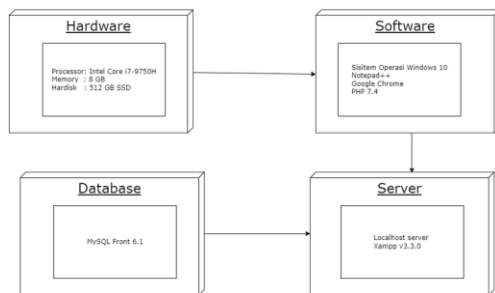 Hardware
Processor: Intel Core i7-9750H
Memory : 8 GB
Hardisk : 512 GB SSD
Software
Sisitem Operasi Windows 10
Notepad++
Google Chrome
PHP 7.4
Database
MySQL Front 6.1
Server
Localhost server
Xampp v3.3.0